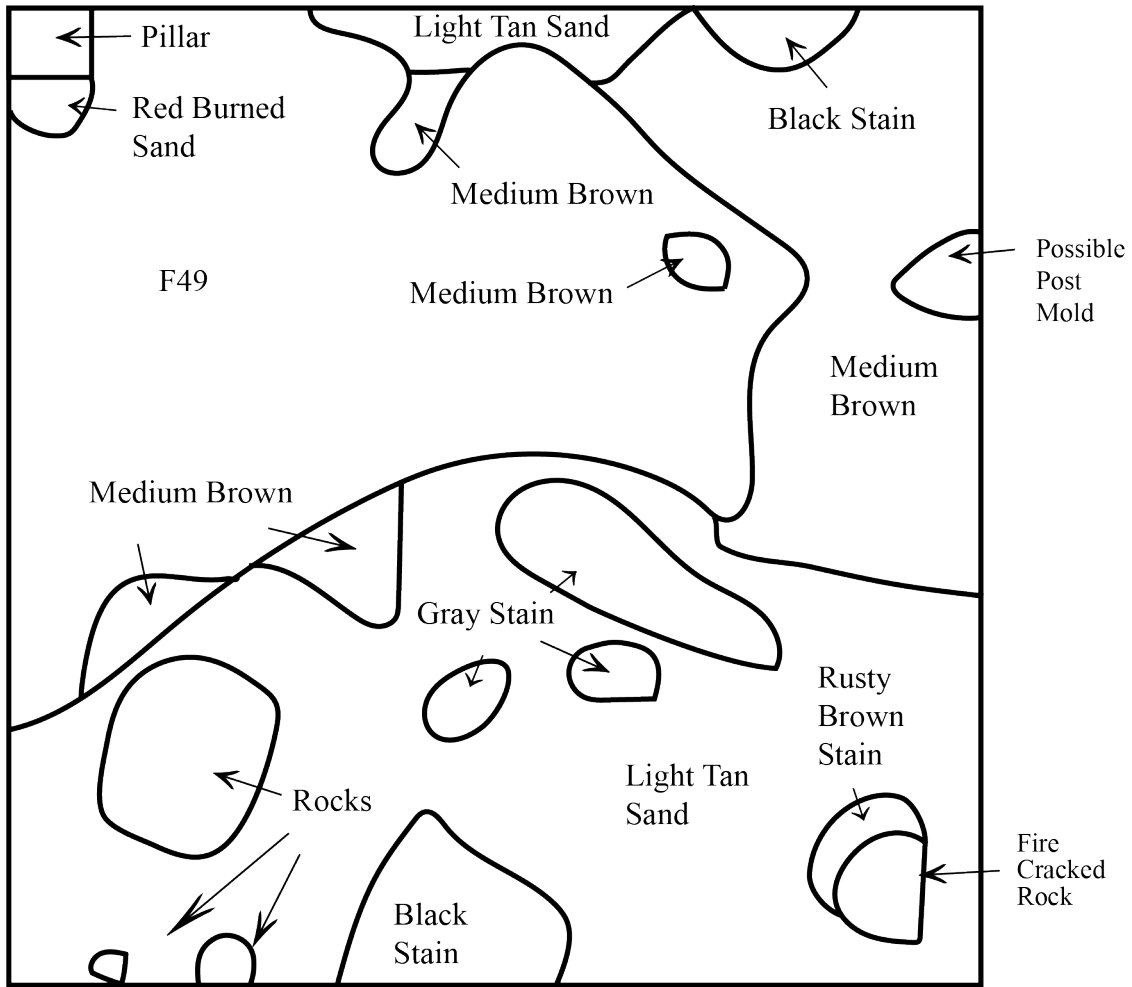 Light Tan Sand
Pillar
Red Burned
Sand
Black Stain
Medium Brown
Possible
Post
Mold
F49
Medium Brown
Medium
Brown
Medium Brown
Gray Stain
Rusty
Brown
Stain
Light Tan
Sand
Rocks
Fire
Cracked
Rock
Black
Stain